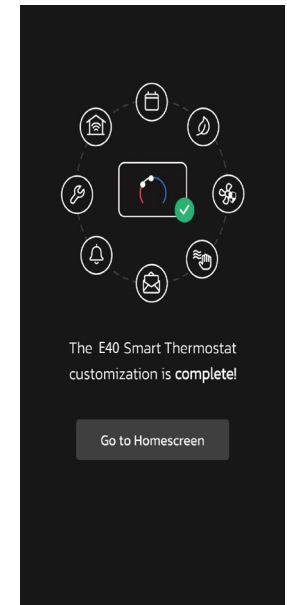 The E40 Smart Thermostat
customization is complete!
Go to Homescreen